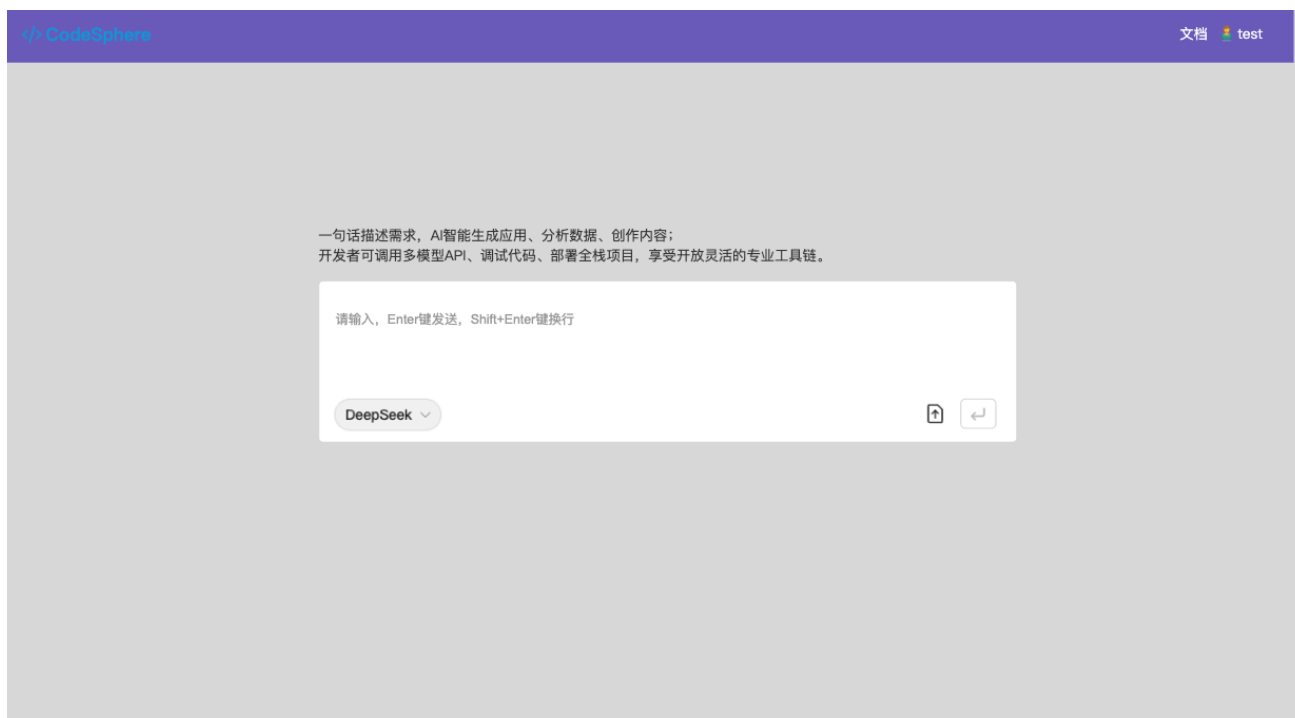 </> CodeSphere
文档 test
一句话描述需求，AI智能生成应用、分析数据、创作内容；
开发者可调用多模型API、调试代码、部署全栈项目，享受开放灵活的专业工具链。
请输入，Enter键发送，Shift+Enter键换行
DeepSeek